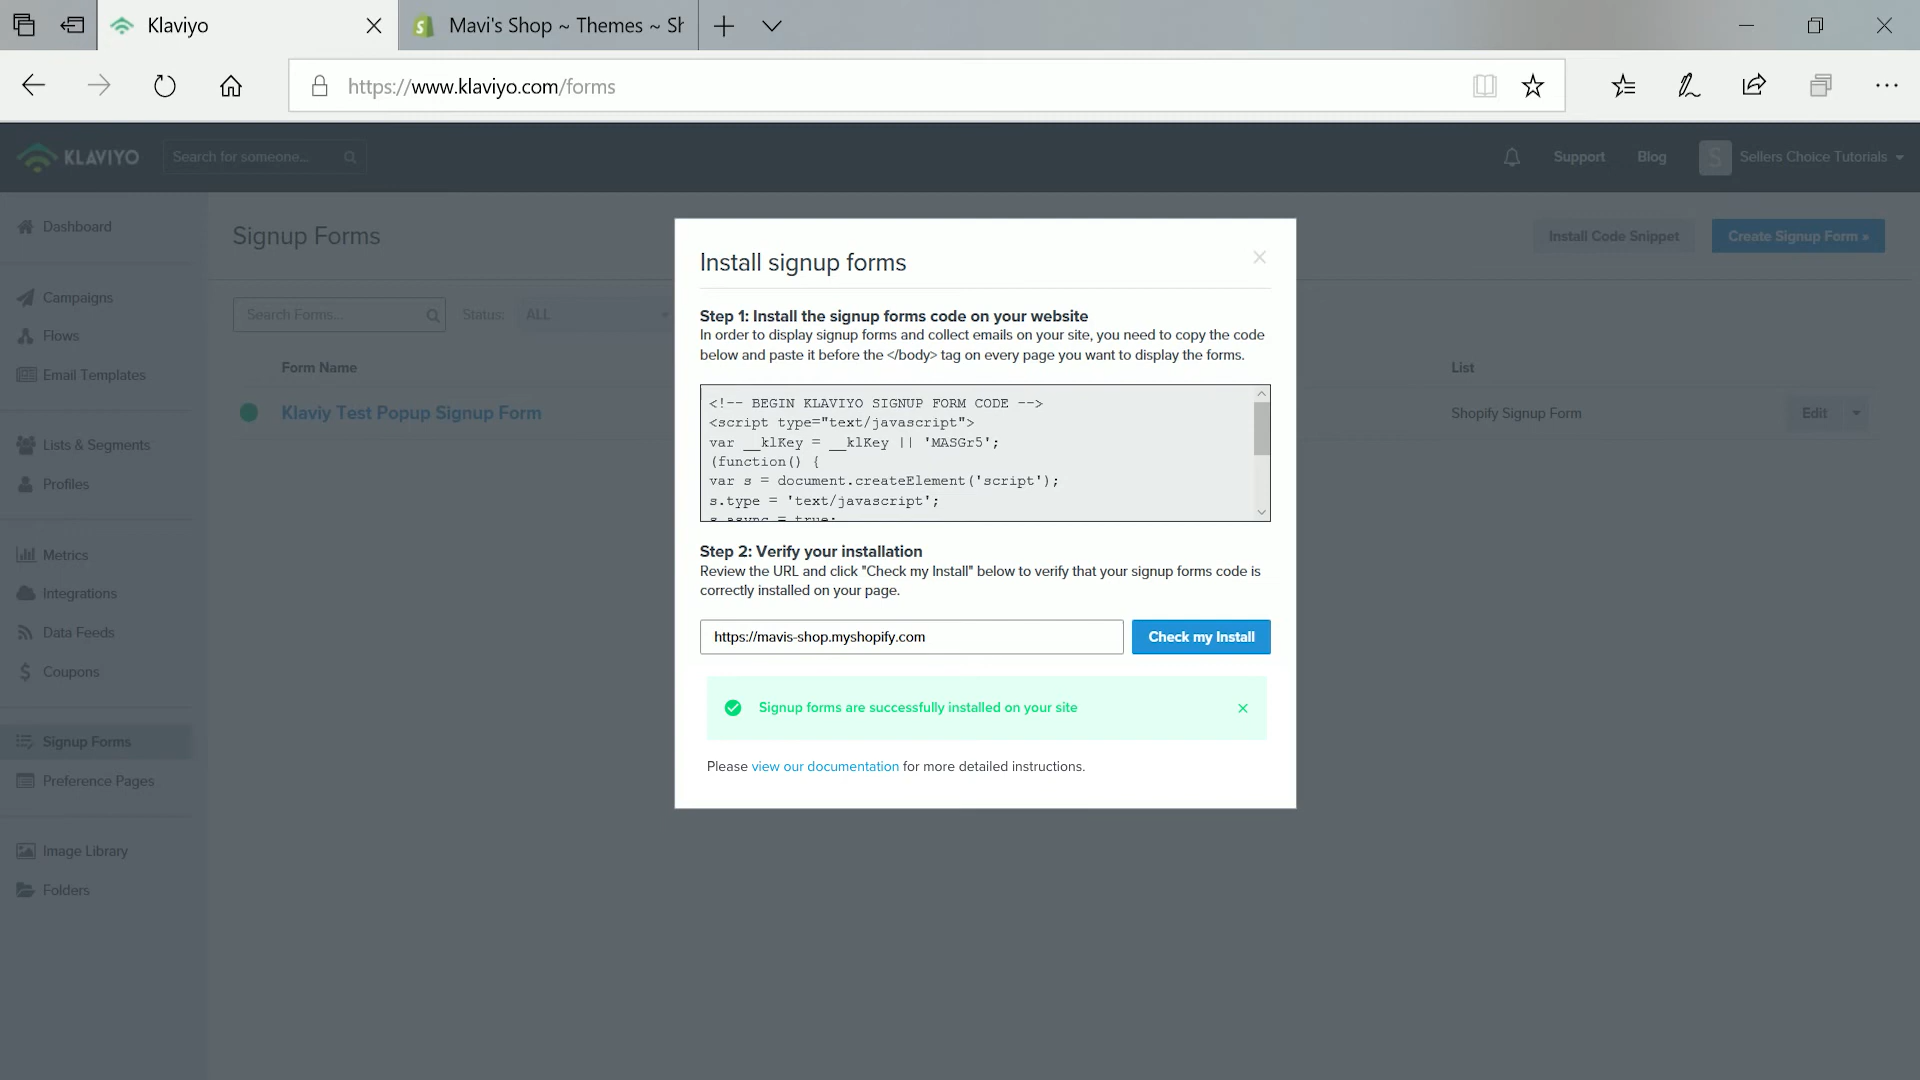 Klaviyo
Mavi's Shop ~ Themes ~ Sh
https://www.klaviyo.com/forms
KLAVIYO
Search for someone...
Support
Blog
S
Sellers Choice Tutorials
Dashboard
Campaigns
Flows
Email Templates
Lists & Segments
Profiles
Metrics
Integrations
Data Feeds
Coupons
Signup Forms
Preference Pages
Image Library
Folders
Signup Forms
Install Code Snippet
Create Signup Form »
Search Forms...
Status:
ALL
Form Name
List
Klaviy Test Popup Signup Form
Shopify Signup Form
Edit
Install signup forms
Step 1: Install the signup forms code on your website
In order to display signup forms and collect emails on your site, you need to copy the code
below and paste it before the </body> tag on every page you want to display the forms.
<!-- BEGIN KLAVIYO SIGNUP FORM CODE -->
<script type="text/javascript">
var __klKey = __klKey || 'MASGr5';
(function() {
var s = document.createElement('script');
s.type = 'text/javascript';
s.async = true;
Step 2: Verify your installation
Review the URL and click "Check my Install" below to verify that your signup forms code is
correctly installed on your page.
https://mavis-shop.myshopify.com
Check my Install
Signup forms are successfully installed on your site
Please view our documentation for more detailed instructions.